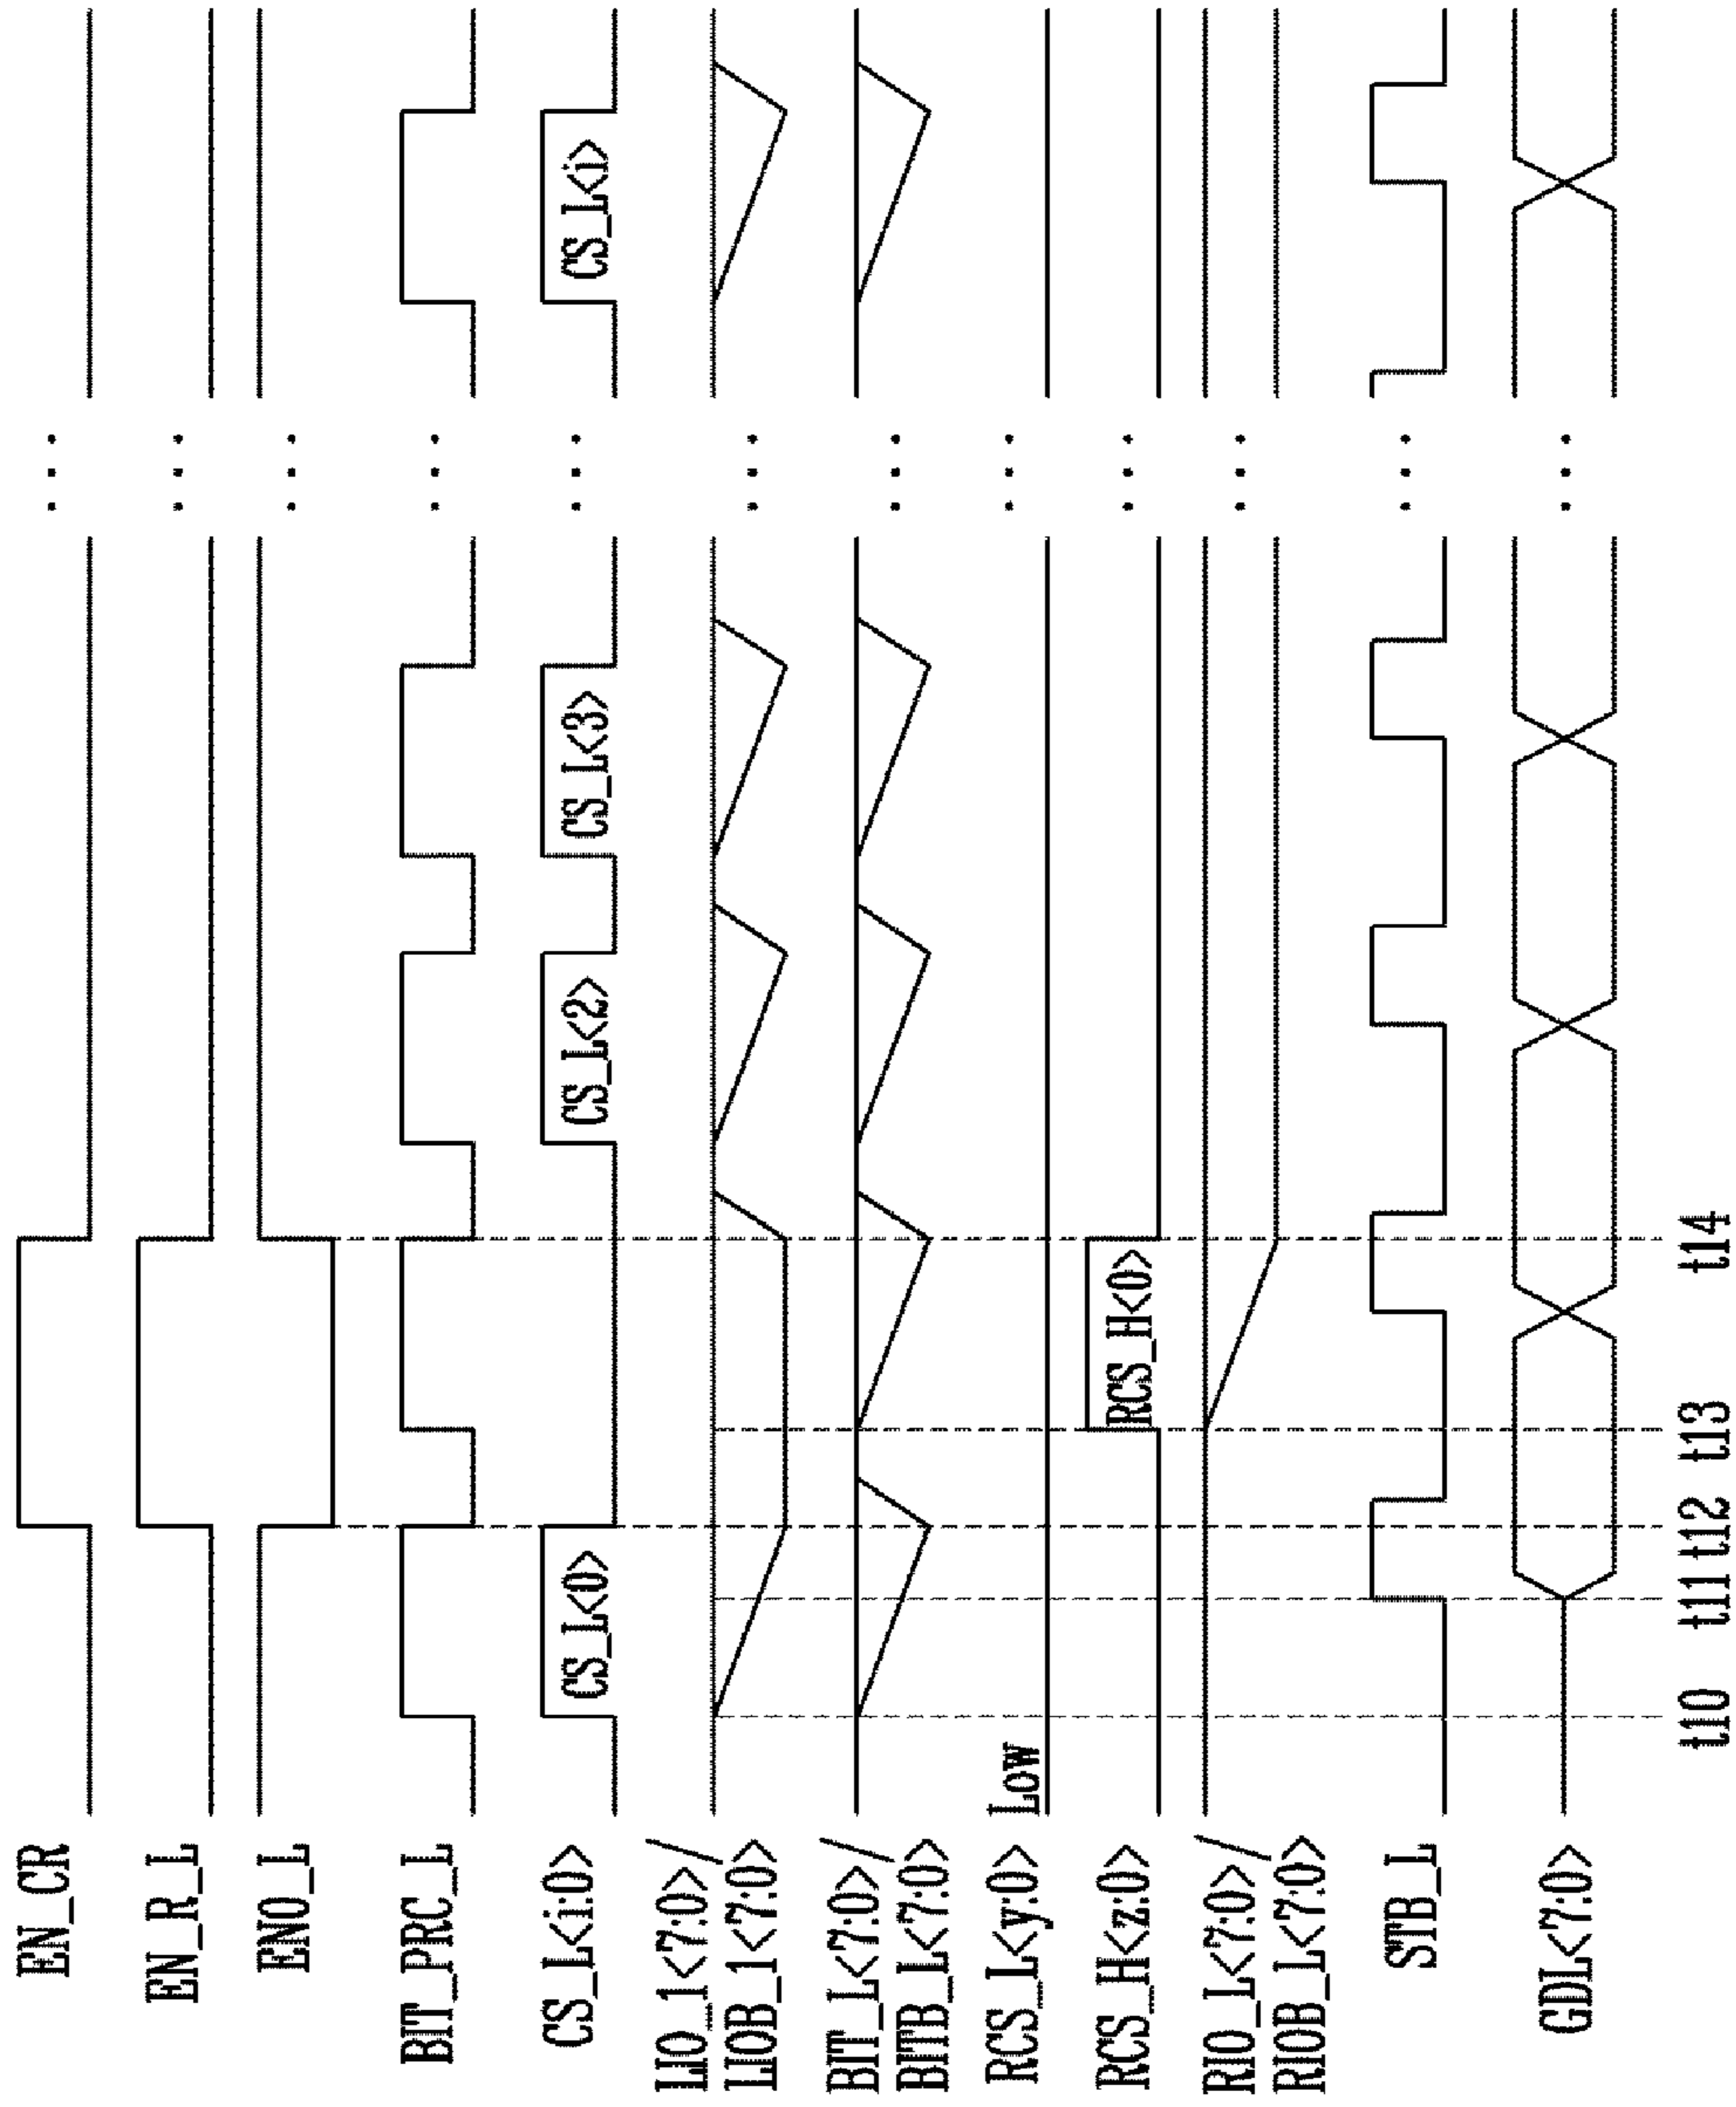 EN_CR
EN_R_L
EN0_L
BIT_PRC_L
CS_L<i:0>
CS_L<0>
CS_L<2>
CS_L<3>
CS_L<i>
LIO_1<7:0>/
LIOB_1<7:0>
BIT_L<7:0>/
BITB_L<7:0>
RCS_L<y:0>
Low
RCS_H<z:0>
RCS_H<0>
RIO_L<7:0>/
RIOB_L<7:0>
STB_L
GDL<7:0>
t10 t11 t12 t13 t14